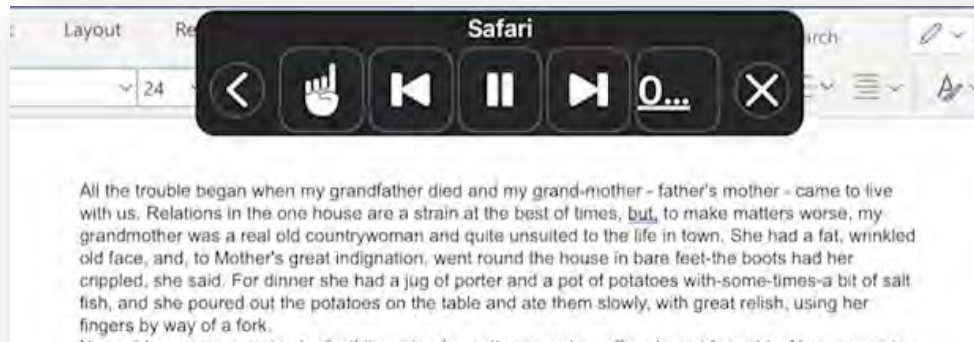 Layout
Re
Safari
arch
24
0...
All the trouble began when my grandfather died and my grand-mother - father's mother - came to live
with us. Relations in the one house are a strain at the best of times, but, to make matters worse, my
grandmother was a real old countrywoman and quite unsuited to the life in town. She had a fat, wrinkled
old face, and, to Mother's great indignation, went round the house in bare feet-the boots had her
crippled, she said. For dinner she had a jug of porter and a pot of potatoes with-some-times-a bit of salt
fish, and she poured out the potatoes on the table and ate them slowly, with great relish, using her
fingers by way of a fork.